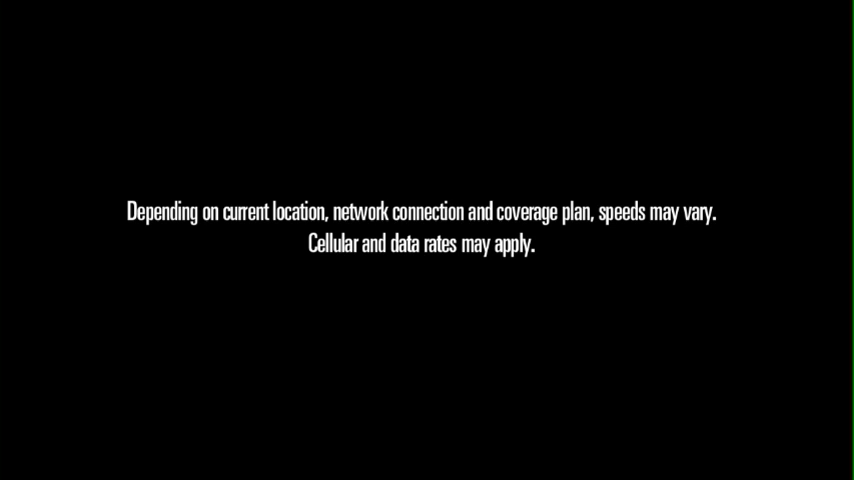 Depending on current location, network connection and coverage plan, speeds may vary.
Cellular and data rates may apply.